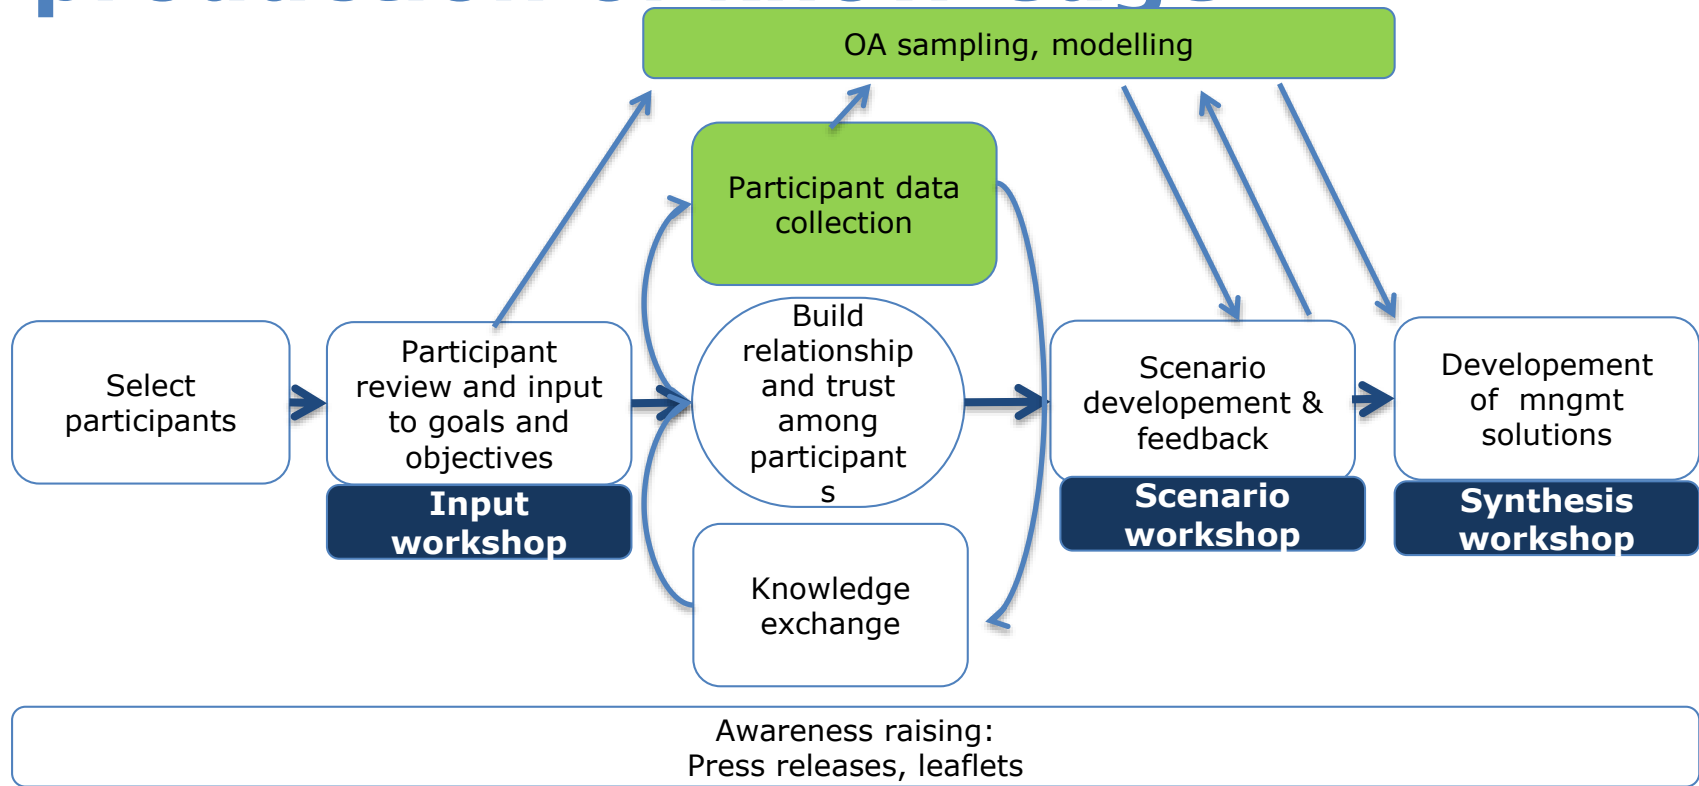 OA sampling, modelling
Participant data
collection
Select
participants
Participant
review and input
to goals and
objectives
Input
workshop
Build
relationship
and trust
among
participant
s
Knowledge
exchange
Scenario
developement &
feedback
Scenario
workshop
Developement
of mngmt
solutions
Synthesis
workshop
Awareness raising:
Press releases, leaflets